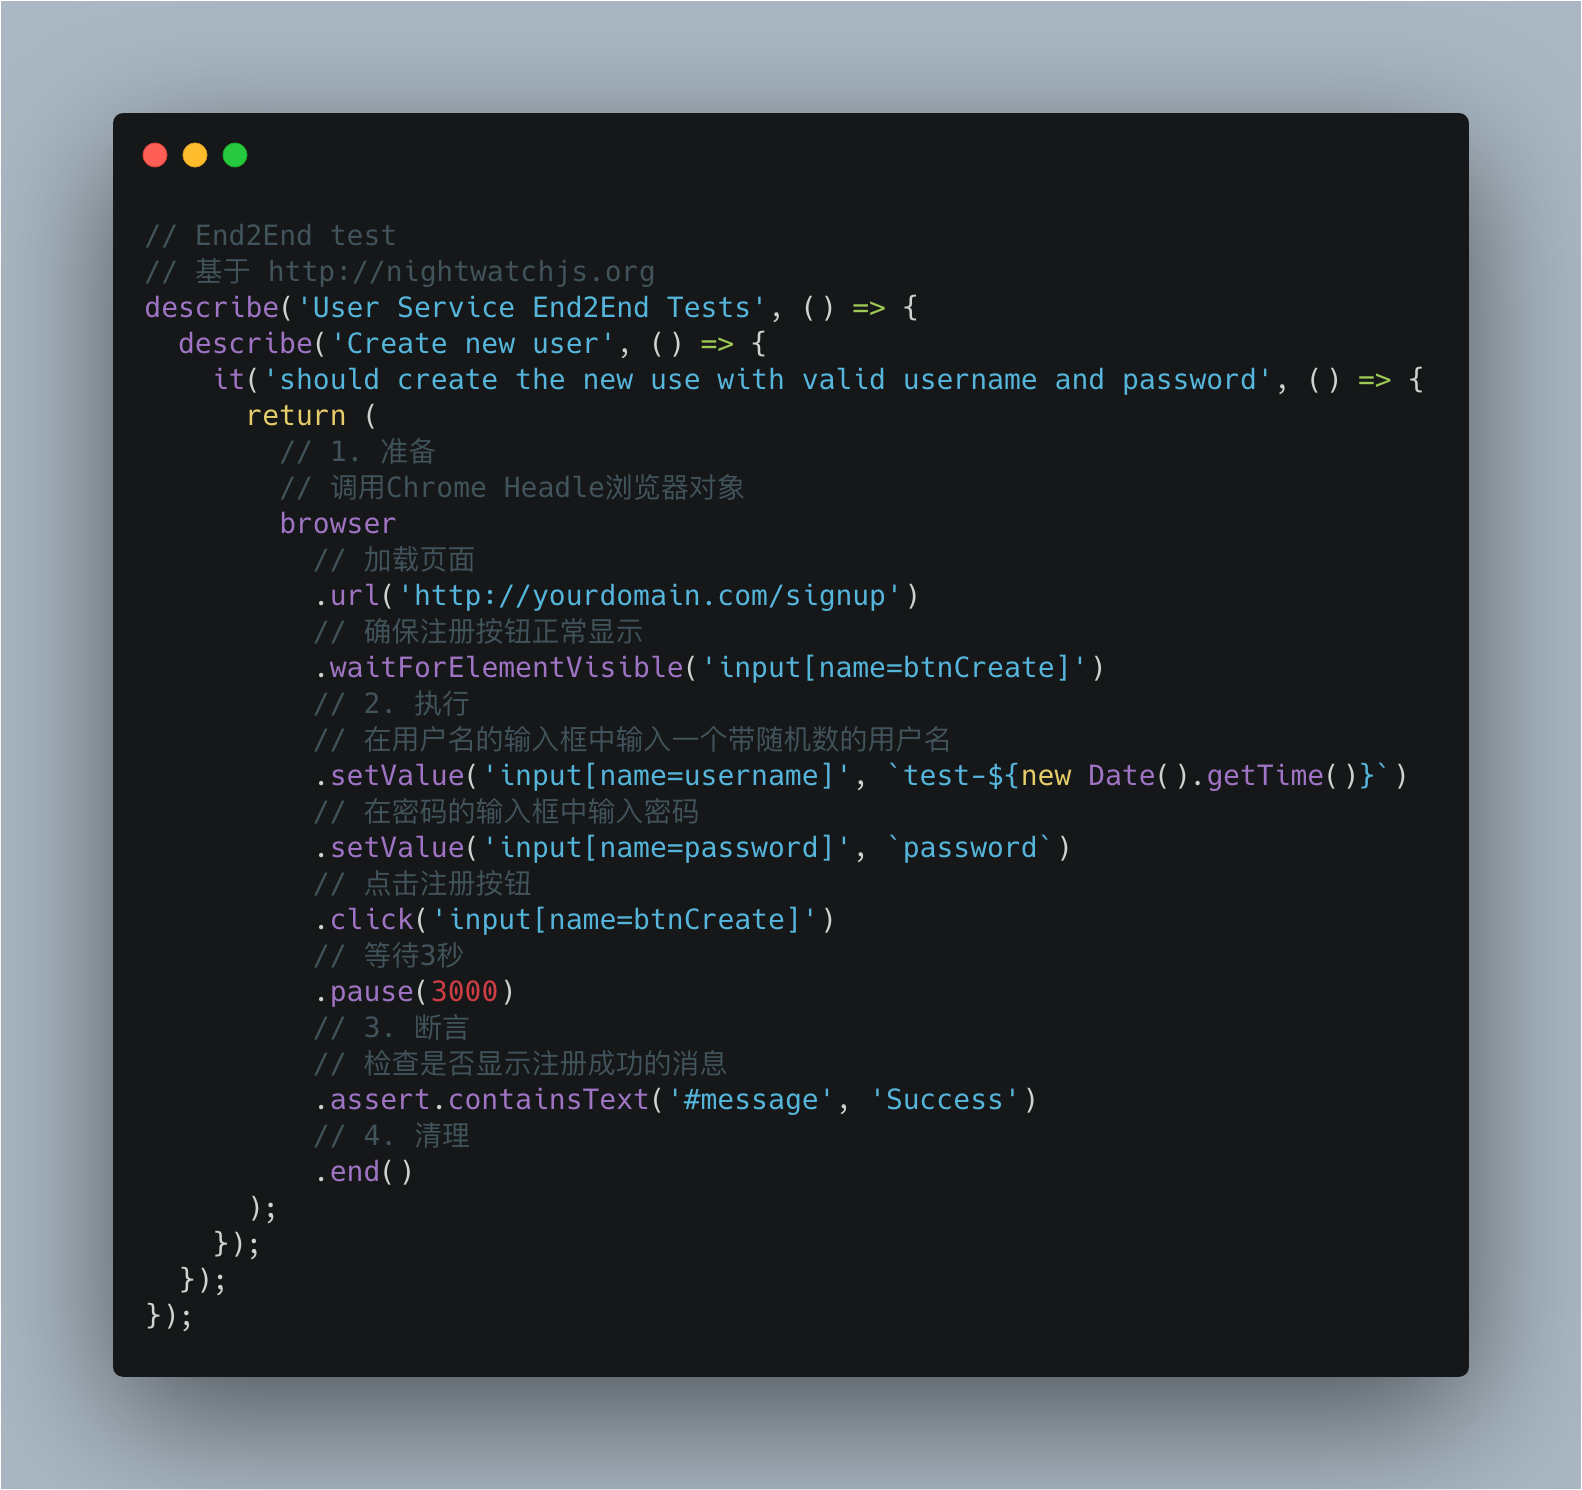 // End2End test
// 基于 http://nightwatchjs.org
describe('User Service End2End Tests', () => {
  describe('Create new user', () => {
    it('should create the new use with valid username and password', () => {
      return (
        // 1. 准备
        // 调用Chrome Headle浏览器对象
        browser
          // 加载页面
          .url('http://yourdomain.com/signup')
          // 确保注册按钮正常显示
          .waitForElementVisible('input[name=btnCreate]')
          // 2. 执行
          // 在用户名的输入框中输入一个带随机数的用户名
          .setValue('input[name=username]', `test-${new Date().getTime()}`)
          // 在密码的输入框中输入密码
          .setValue('input[name=password]', `password`)
          // 点击注册按钮
          .click('input[name=btnCreate]')
          // 等待3秒
          .pause(3000)
          // 3. 断言
          // 检查是否显示注册成功的消息
          .assert.containsText('#message', 'Success')
          // 4. 清理
          .end()
      );
    });
  });
});